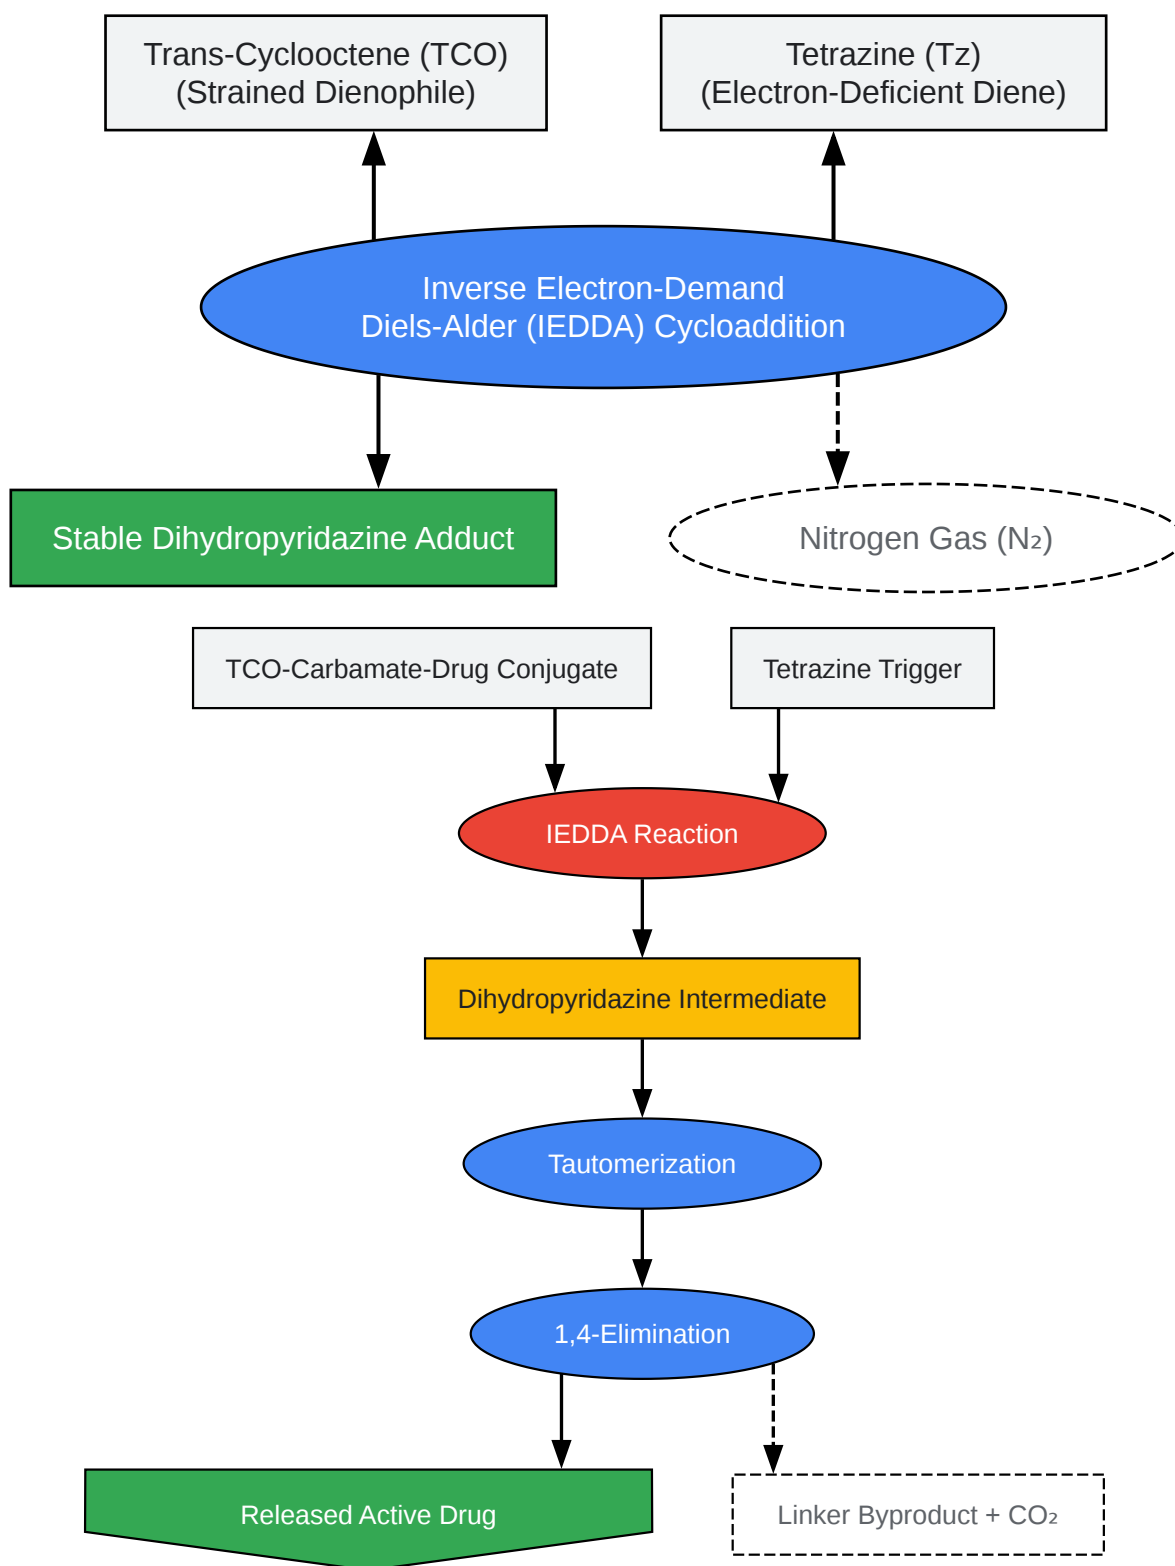 Trans-Cyclooctene (TCO)
(Strained Dienophile)
Tetrazine (Tz)
(Electron-Deficient Diene)
Inverse Electron-Demand
Diels-Alder (IEDDA) Cycloaddition
Stable Dihydropyridazine Adduct
Nitrogen Gas (N₂)
TCO-Carbamate-Drug Conjugate
Tetrazine Trigger
IEDDA Reaction
Dihydropyridazine Intermediate
Tautomerization
1,4-Elimination
Released Active Drug
Linker Byproduct + CO₂